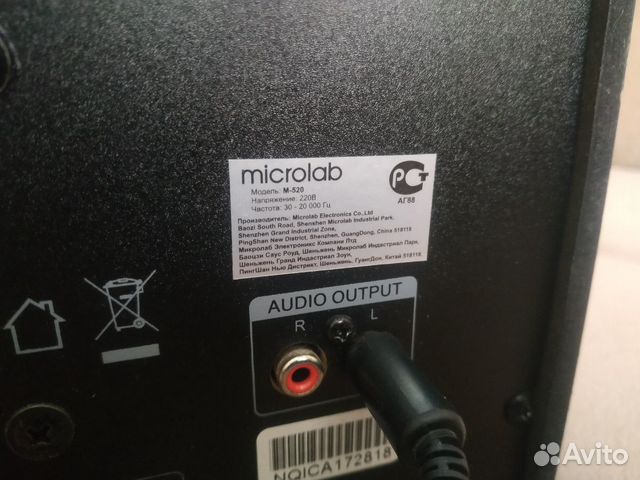 microlab
Модель: M-520
Напряжение: 220В
Частота: 30 - 20 000 Гц
РСТ
АГ88
Производитель: Microlab Electronics Co.,Ltd
Baozi South Road, Shenshen Microlab Industrial Park,
Shenzhen Grand Industrial Zone,
PingShan New District, Shenzhen, GuangDong, China 518118
Микролаб Электроникс Компани Лтд
Баоцзи Саус Роуд, Шеньжень Микролаб Индастриал Парк,
Шеньжень Гранд Индастриал Зоун,
ПингШан Нью Дистрикт, Шеньжень, ГуангДон, Китай 518118.
AUDIO OUTPUT
R L
NQICA172818
Avito